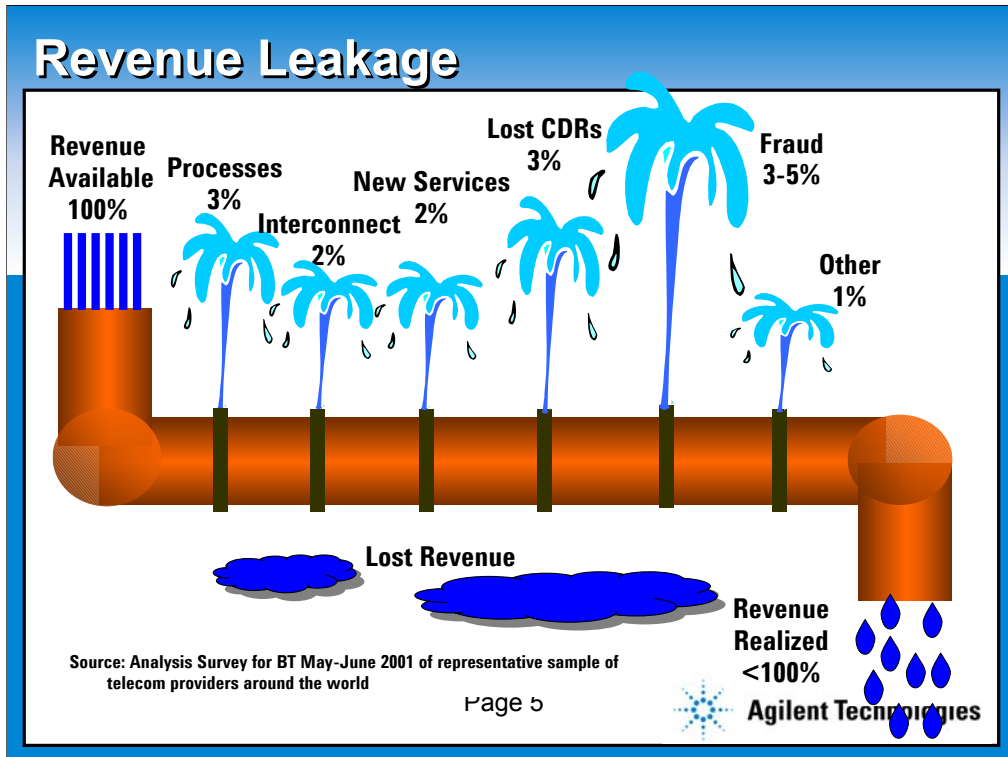 Revenue Leakage
Revenue
Available
100%
Processes
3%
Interconnect
2%
New Services
2%
Lost CDRs
3%
Fraud
3-5%
Other
1%
Lost Revenue
Revenue
Realized
<100%
Source: Analysis Survey for BT May-June 2001 of representative sample of
telecom providers around the world
Page 5
Agilent Technologies